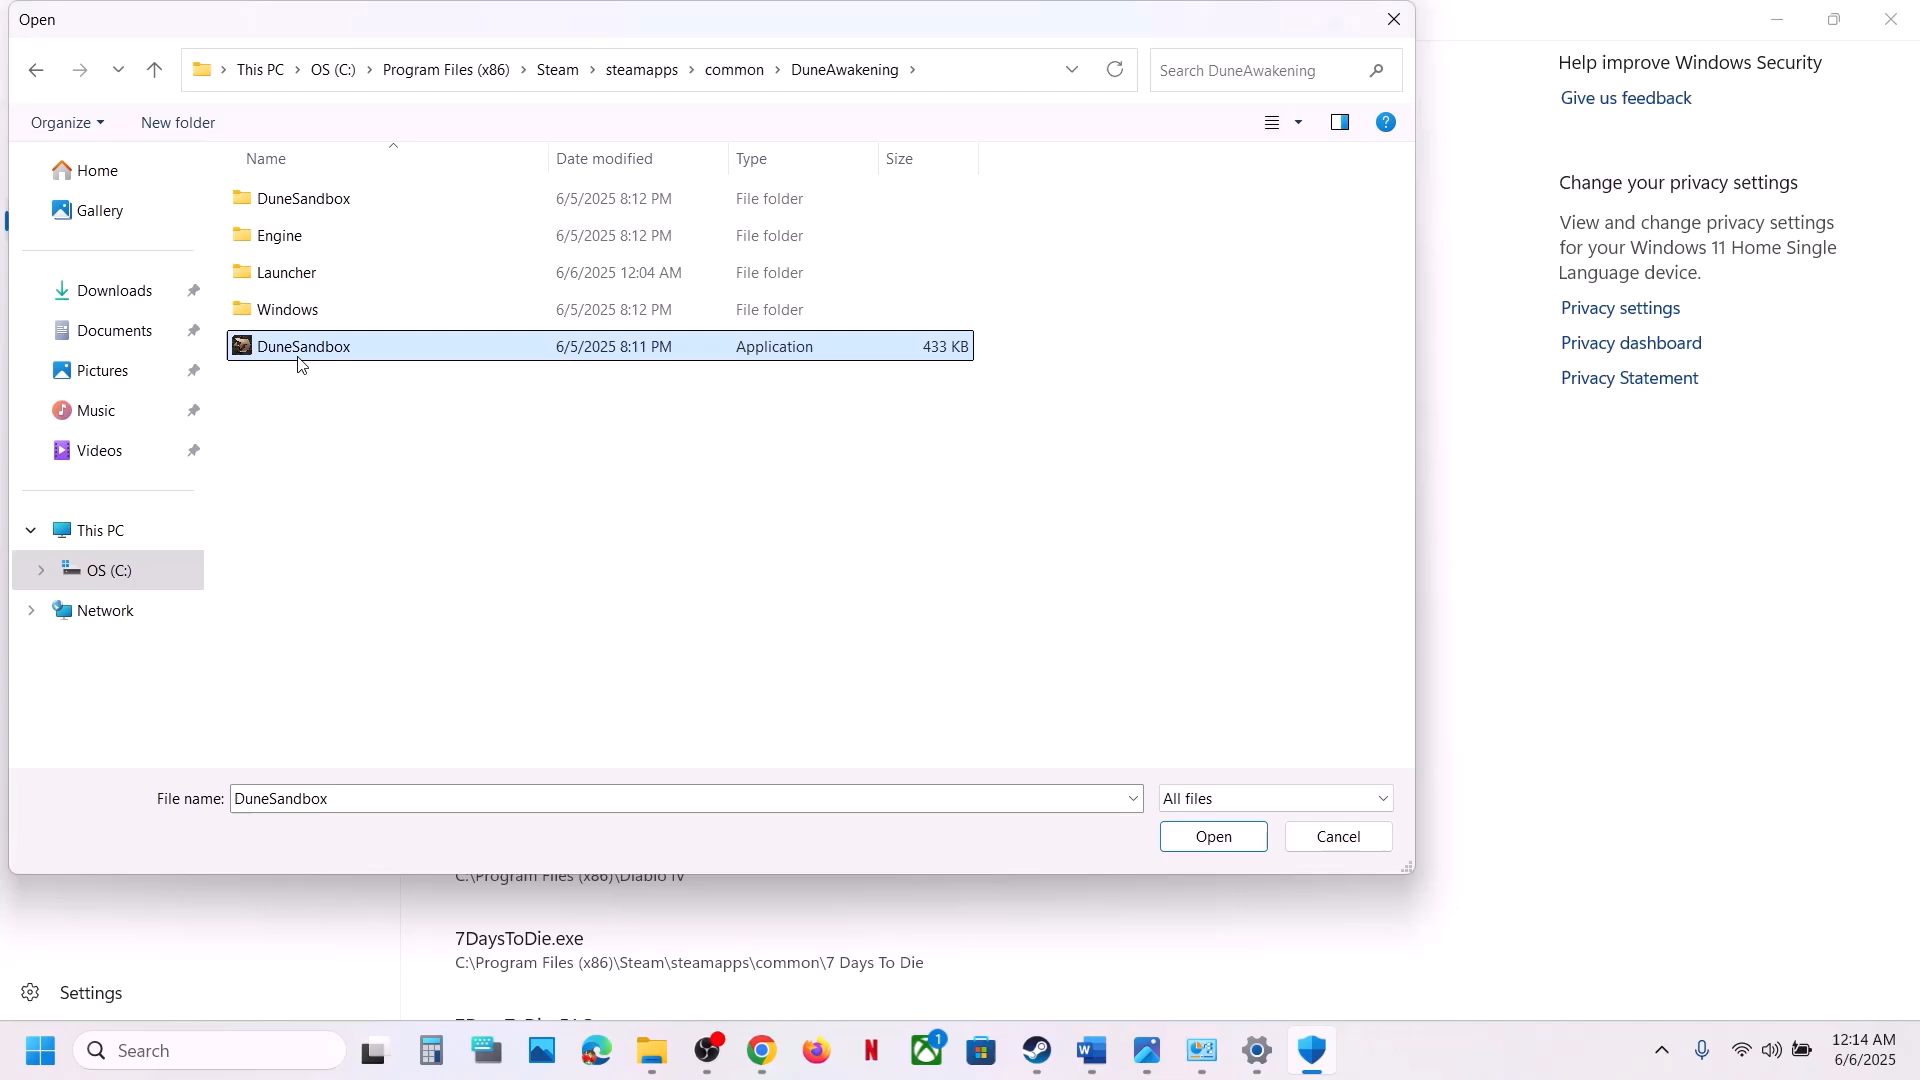 Open
This PC > OS (C:) > Program Files (x86) > Steam > steamapps > common > DuneAwakening >
Search DuneAwakening
Organize
New folder
Name
Date modified
Type
Size
DuneSandbox 6/5/2025 8:12 PM File folder
Engine 6/5/2025 8:12 PM File folder
Launcher 6/6/2025 12:04 AM File folder
Windows 6/5/2025 8:12 PM File folder
DuneSandbox 6/5/2025 8:11 PM Application 433 KB
Home
Gallery
Downloads
Documents
Pictures
Music
Videos
This PC
OS (C:)
Network
File name: DuneSandbox
All files
Open
Cancel
Help improve Windows Security
Give us feedback
Change your privacy settings
View and change privacy settings
for your Windows 11 Home Single
Language device.
Privacy settings
Privacy dashboard
Privacy Statement
C:\Program Files (x86)\Diablo IV
7DaysToDie.exe
C:\Program Files (x86)\Steam\steamapps\common\7 Days To Die
Settings
Search
1
12:14 AM
6/6/2025